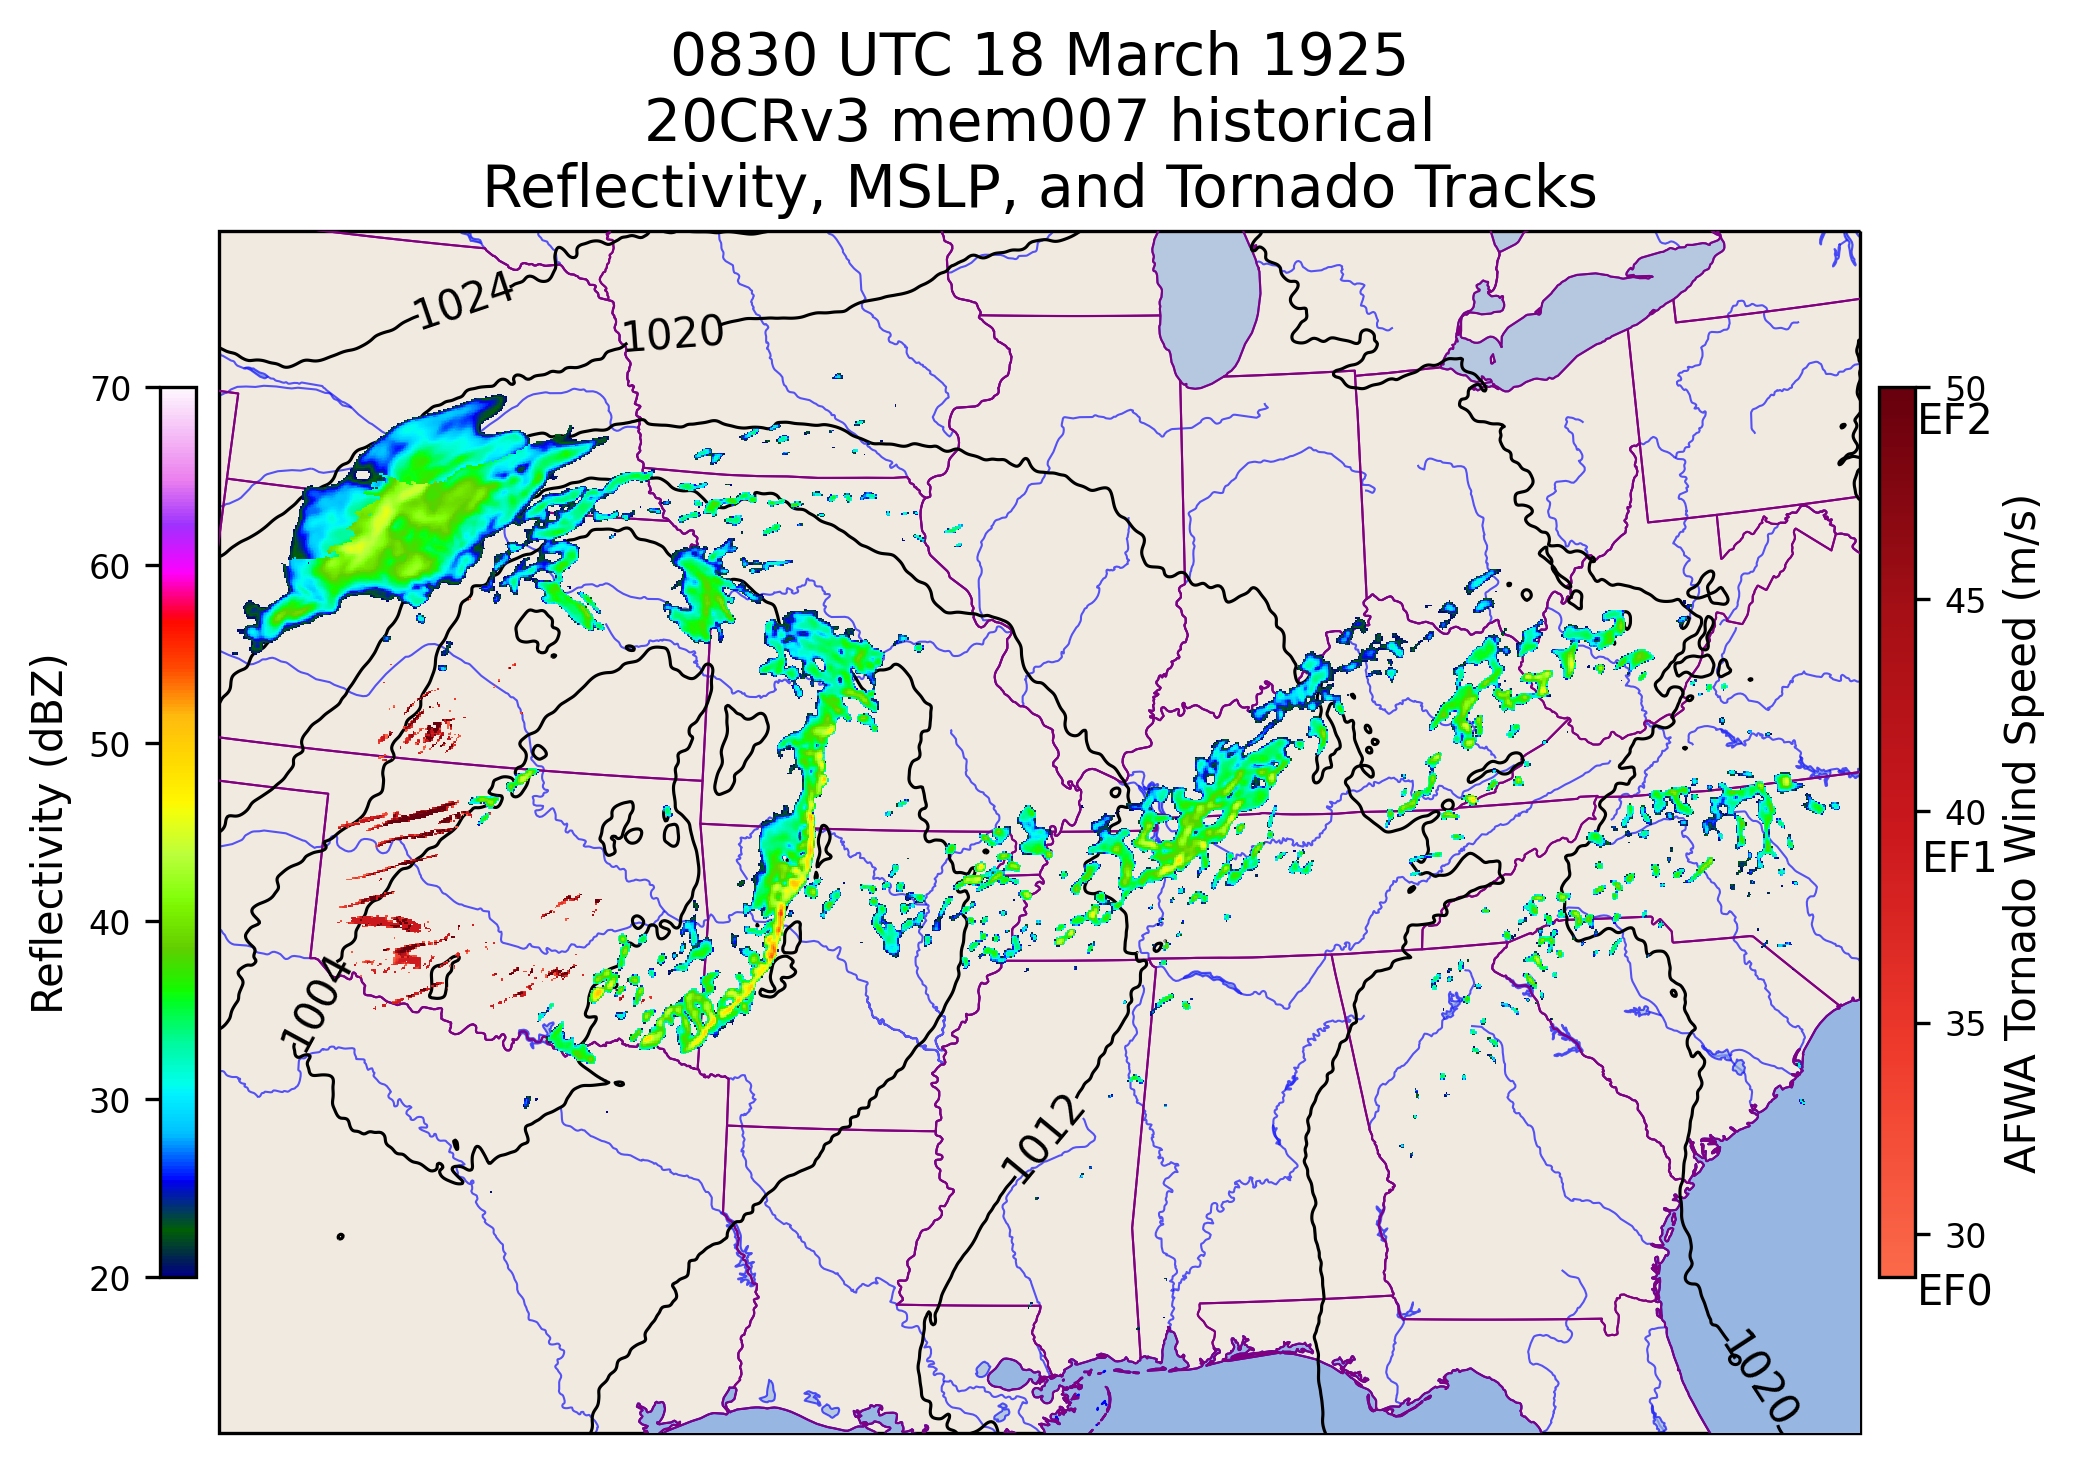 0830 UTC 18 March 1925
20CRv3 mem007 historical
Reflectivity, MSLP, and Tornado Tracks
1024
1020
1004
1012
1020
70
60
50
40
30
20
Reflectivity (dBZ)
50
EF2
45
40
EF1
35
30
EF0
AFWA Tornado Wind Speed (m/s)